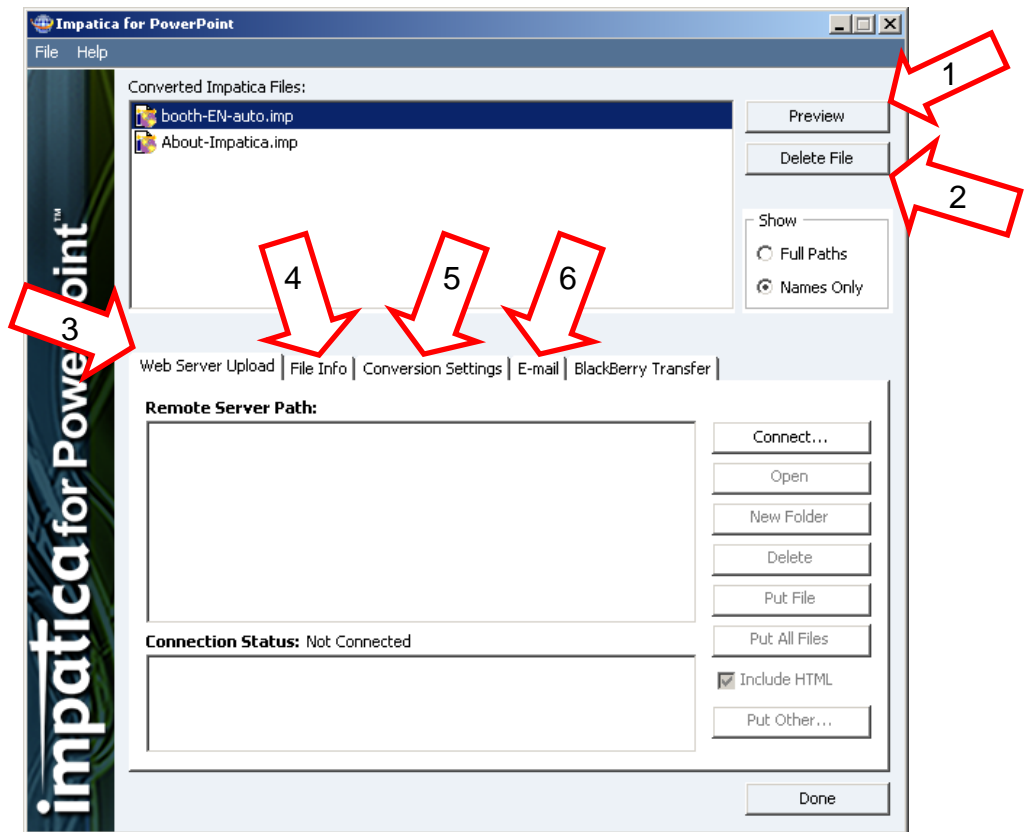 Impatica for PowerPoint
File Help
1
Converted Impatica Files:
booth-EN-auto.imp
Preview
About-Impatica.imp
Delete File
2
Show
Full Paths
Names Only
4 5 6
3
Web Server Upload File Info Conversion Settings E-mail BlackBerry Transfer
Remote Server Path:
Connect...
Open
New Folder
Delete
Put File
Put All Files
Connection Status: Not Connected
Include HTML
Put Other...
Done
impatica for PowerPoint™